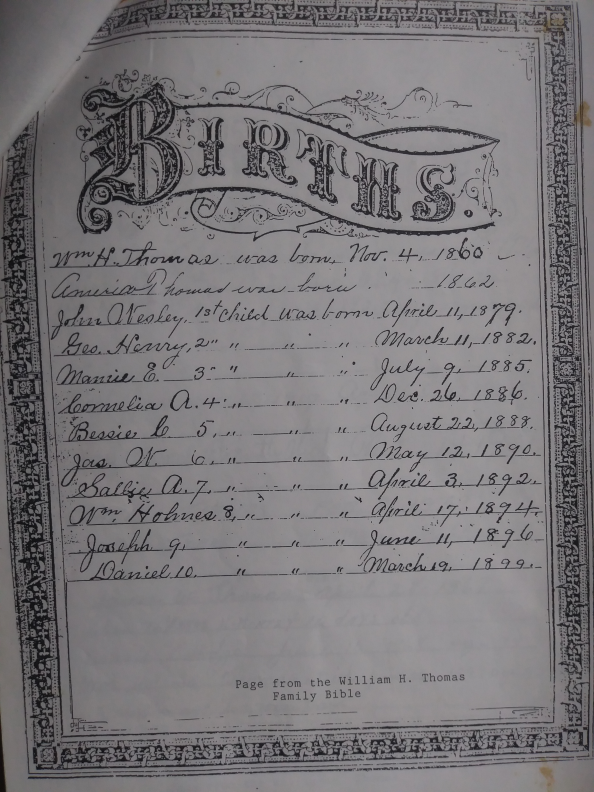 BIRTHS.
Wm H. Thomas was born, Nov. 4, 1860
America Thomas was born 1862
John Wesley, 1st child was born April 11, 1879.
Geo. Henry, 2" " " " March 11, 1882.
Mamie E. 3" " " " July 9, 1885.
Cornelia A. 4" " " " Dec. 26, 1886.
Bessie 5, " " " August 22, 1888.
Jas. W. 6, " " " May 12, 1890.
Sallie A. 7, " " " April 3, 1892.
Wm Holmes 8, " " " April 17, 1894.
Joseph 9, " " " June 11, 1896
Daniel 10. " " " March 19, 1899.
Page from the William H. Thomas
Family Bible